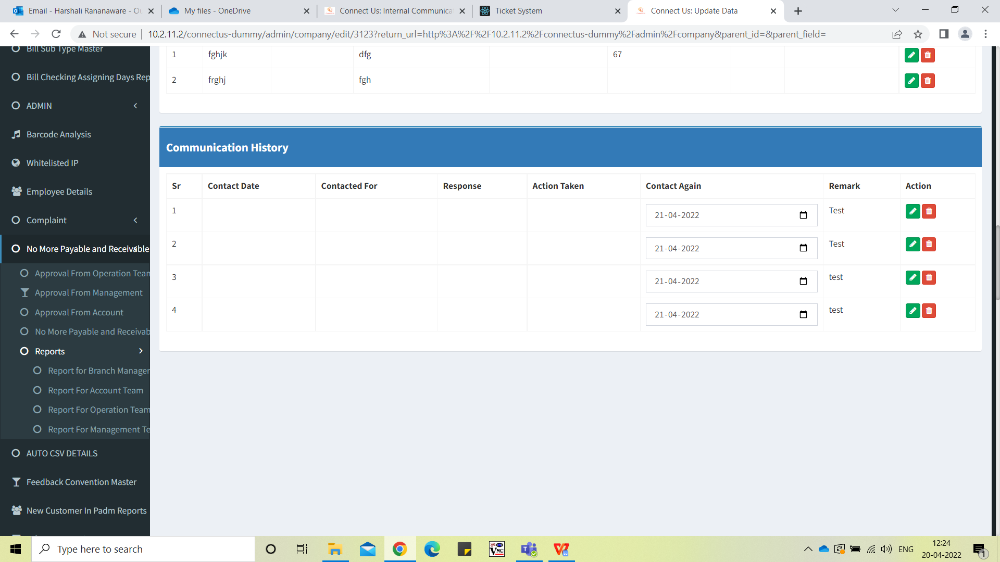 Email - Harshali Rananaware - Ou
My files - OneDrive
Connect Us: Internal Communica
Ticket System
Connect Us: Update Data
Not secure
10.2.11.2/connectus-dummy/admin/company/edit/3123?return_url=http%3A%2F%2F10.2.11.2%2Fconnectus-dummy%2Fadmin%2Fcompany&parent_id=&parent_field=
Bill Sub Type Master
Bill Checking Assigning Days Rep
ADMIN
Barcode Analysis
Whitelisted IP
Employee Details
Complaint
No More Payable and Receivable
Approval From Operation Tean
Approval From Management
Approval From Account
No More Payable and Receivab
Reports
Report for Branch Manager
Report For Account Team
Report For Operation Team
Report For Management Te
AUTO CSV DETAILS
Feedback Convention Master
New Customer In Padm Reports
1 fghjk dfg 67
2 frghj fgh
Communication History
Sr Contact Date Contacted For Response Action Taken Contact Again Remark Action
1 21-04-2022 Test
2 21-04-2022 Test
3 21-04-2022 test
4 21-04-2022 test
Type here to search
VNC
ENG
12:24
20-04-2022
1